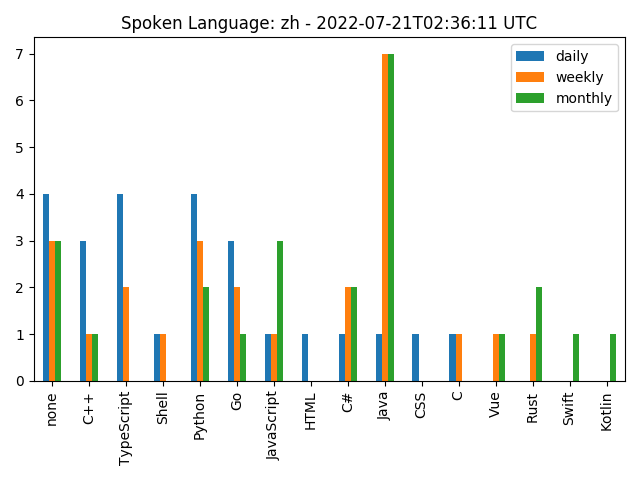 Spoken Language: zh - 2022-07-21T02:36:11 UTC
daily
weekly
monthly
7
6
5
4
3
2
1
0
none
C++
TypeScript
Shell
Python
Go
JavaScript
HTML
C#
Java
CSS
C
Vue
Rust
Swift
Kotlin